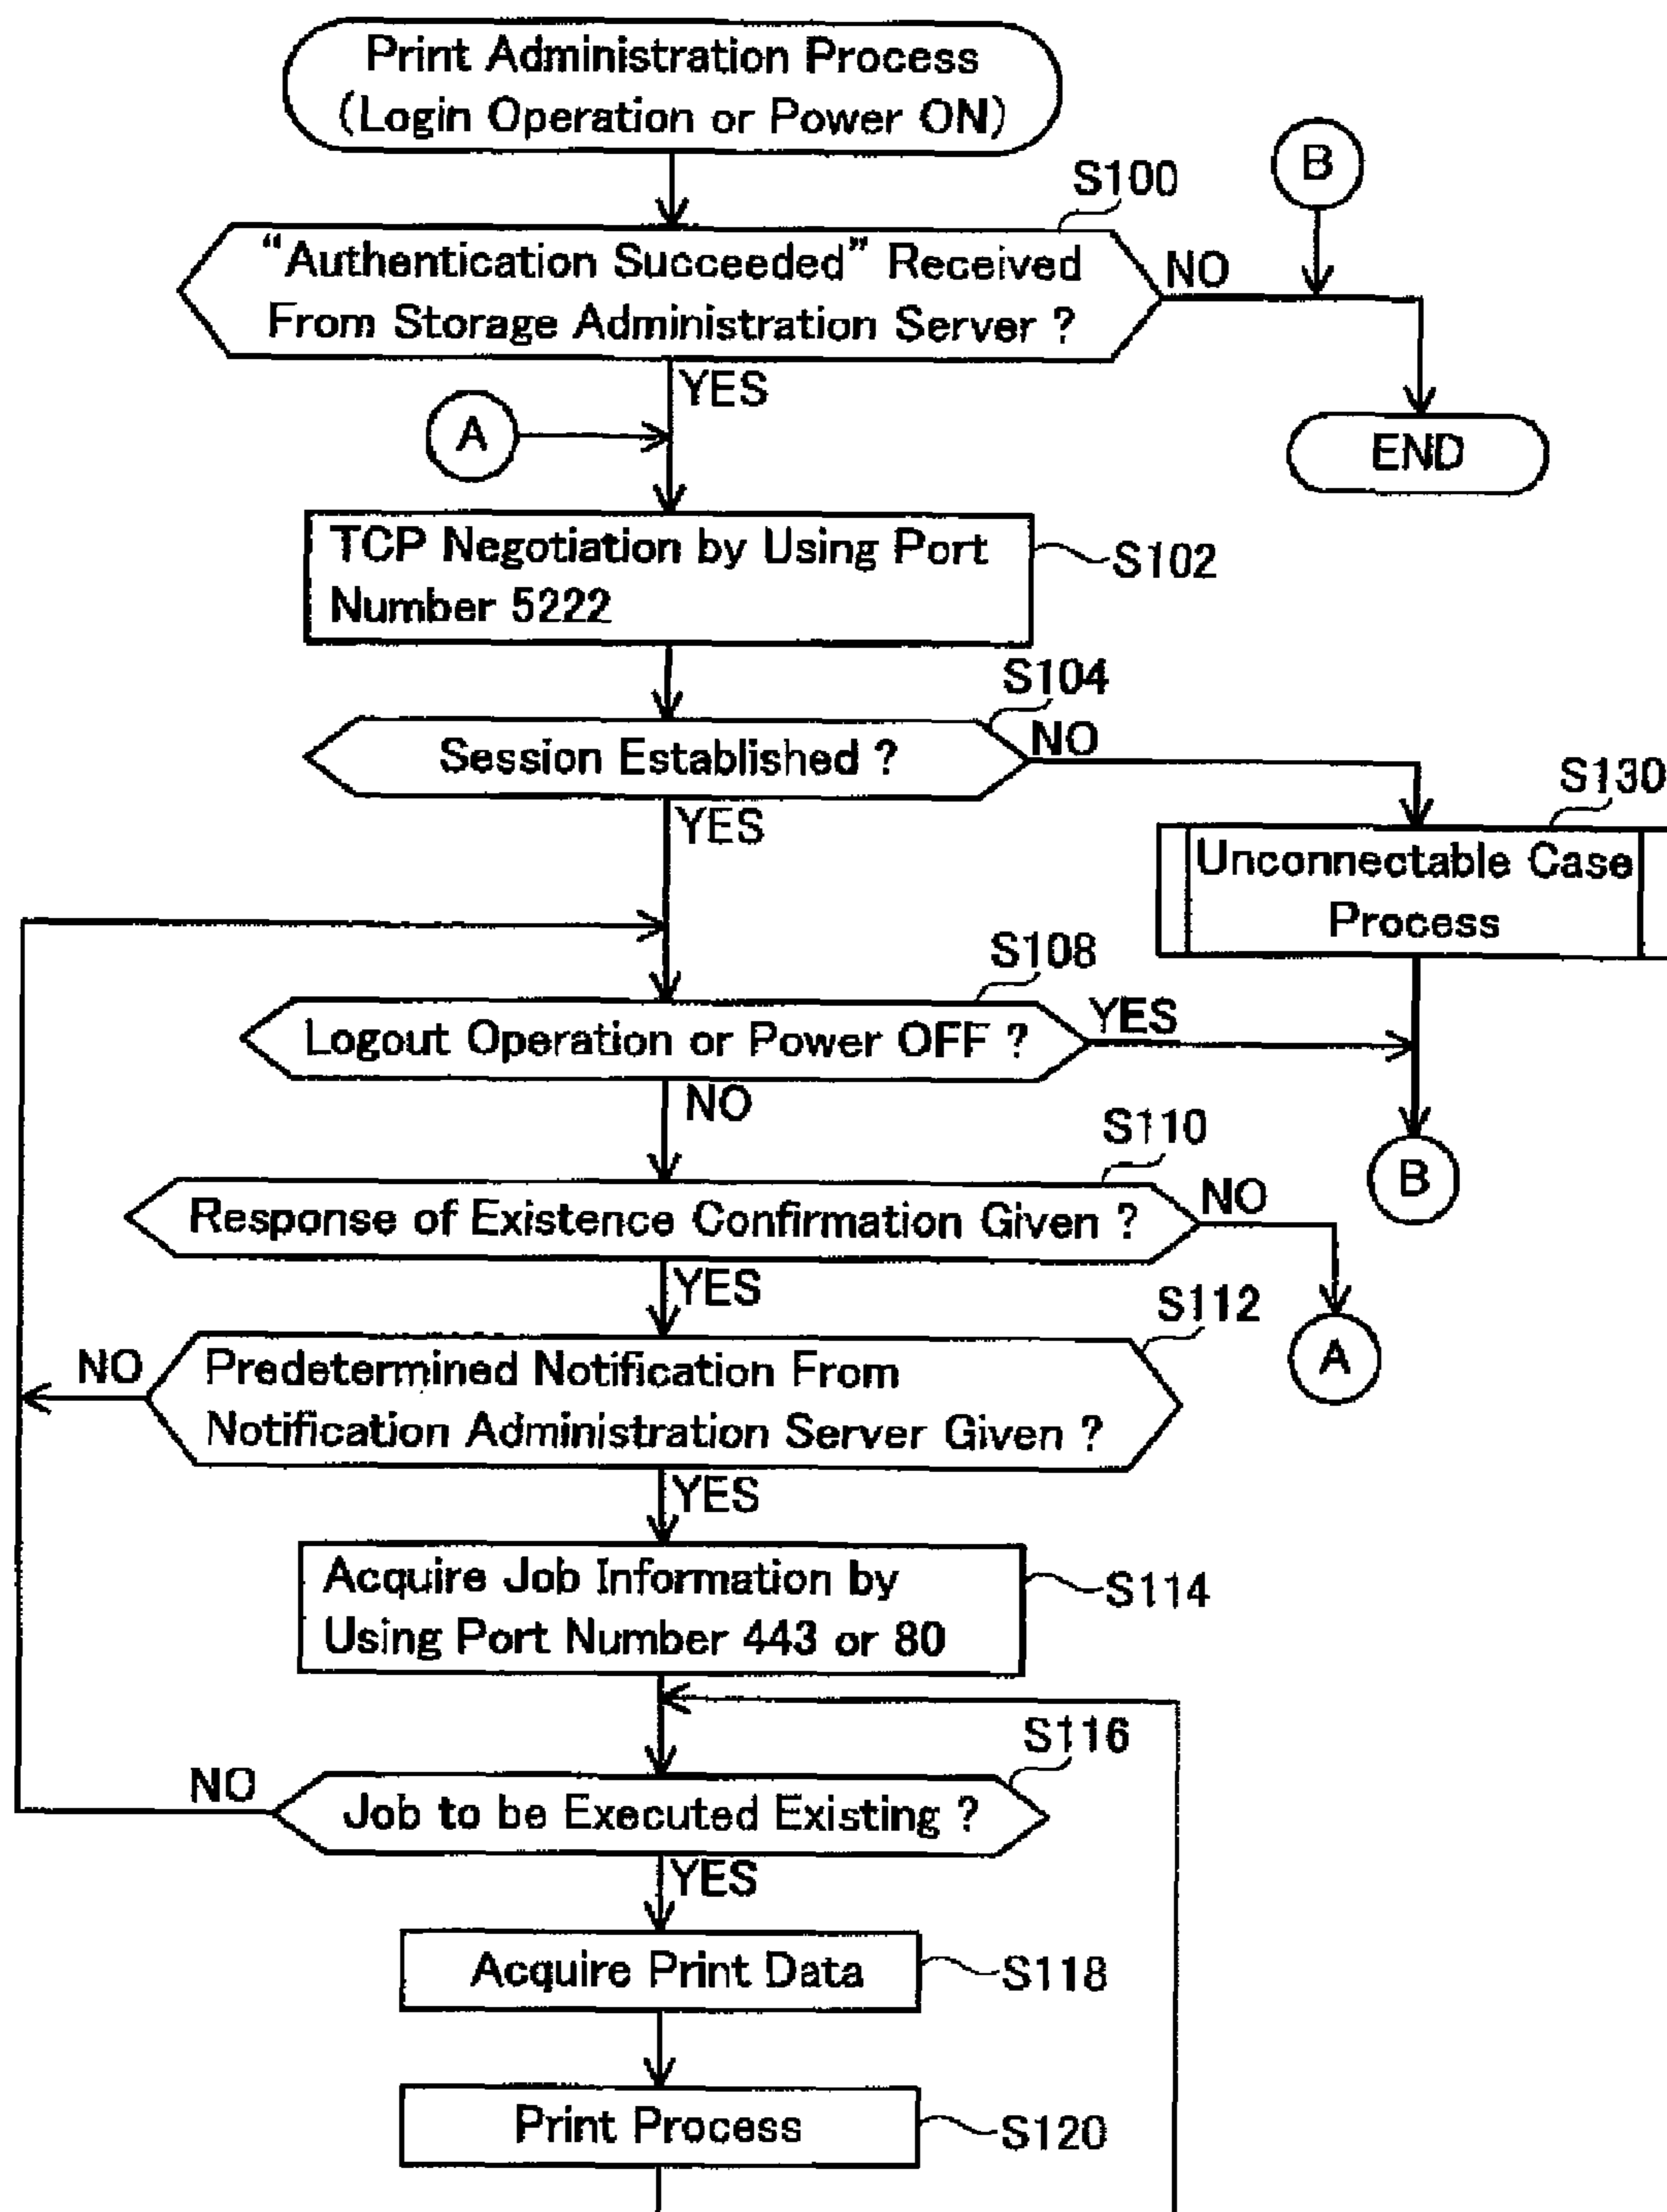 Print Administration Process
(Login Operation or Power ON)
B
S100
“Authentication Succeeded” Received
From Storage Administration Server ?
NO
YES
A
END
TCP Negotiation by Using Port
Number 5222
S102
S104
Session Established ?
NO
YES
S130
Unconnectable Case
Process
S108
Logout Operation or Power OFF ?
YES
NO
B
S110
Response of Existence Confirmation Given ?
NO
YES
A
S112
Predetermined Notification From
Notification Administration Server Given ?
NO
YES
Acquire Job Information by
Using Port Number 443 or 80
S114
S116
Job to be Executed Existing ?
NO
YES
Acquire Print Data
S118
Print Process
S120